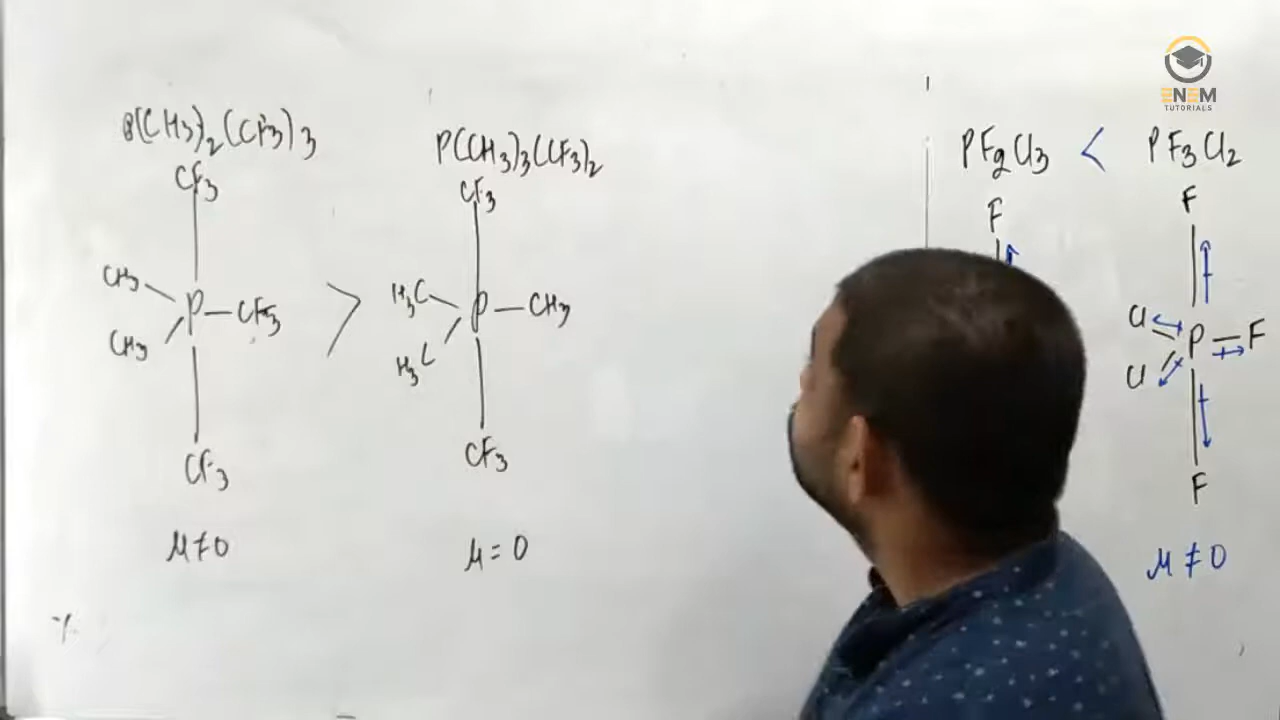 P(CH3)2(CF3)3
CF3
CH3
P
CF3
CH3
CF3
μ≠0
>
P(CH3)3(CF3)2
CF3
H3C
P
CH3
H3C
CF3
μ = 0
PF2Cl3 < PF3Cl2
F
F
Cl
P
F
Cl
F
μ ≠ 0
ENEM
TUTORIALS